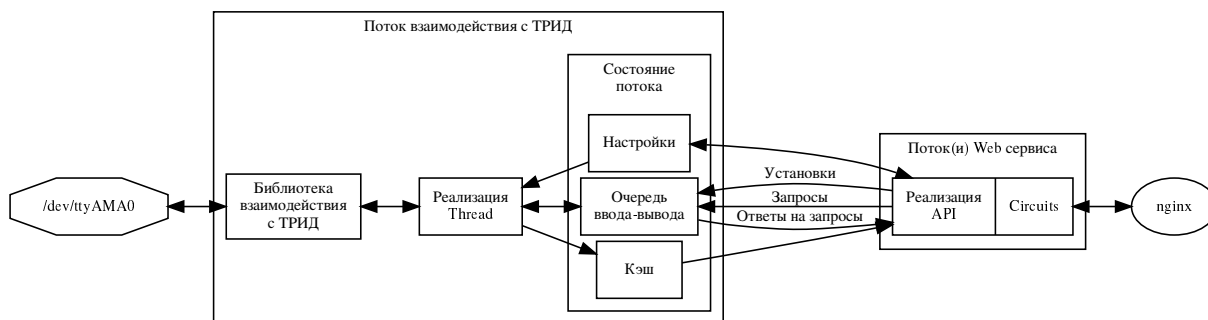 Поток взаимодействия с ТРИД
Состояние
потока
Настройки
Поток(и) Web сервиса
Установки
/dev/ttyAMA0
Библиотека
взаимодействия
с ТРИД
Реализация
Thread
Очередь
ввода-вывода
Запросы
Ответы на запросы
Реализация
API
Circuits
nginx
Кэш